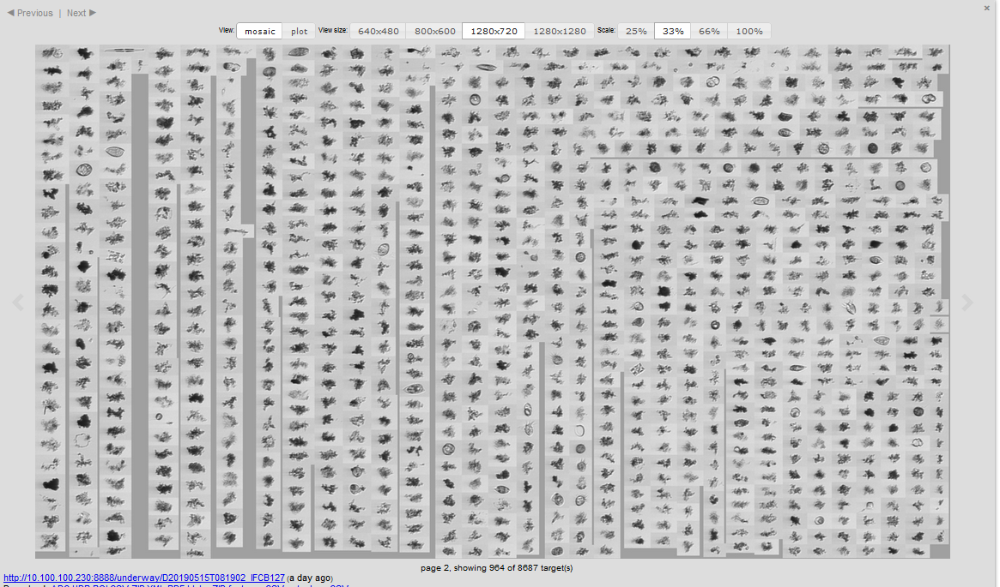 ◀ Previous | Next ▶
View: mosaic plot View size: 640x480 800x600 1280x720 1280x1280 Scale: 25% 33% 66% 100%
page 2, showing 964 of 8687 target(s)
http://10.100.100.230:8888/underway/D20190515T081902_IFCB127 (a day ago)